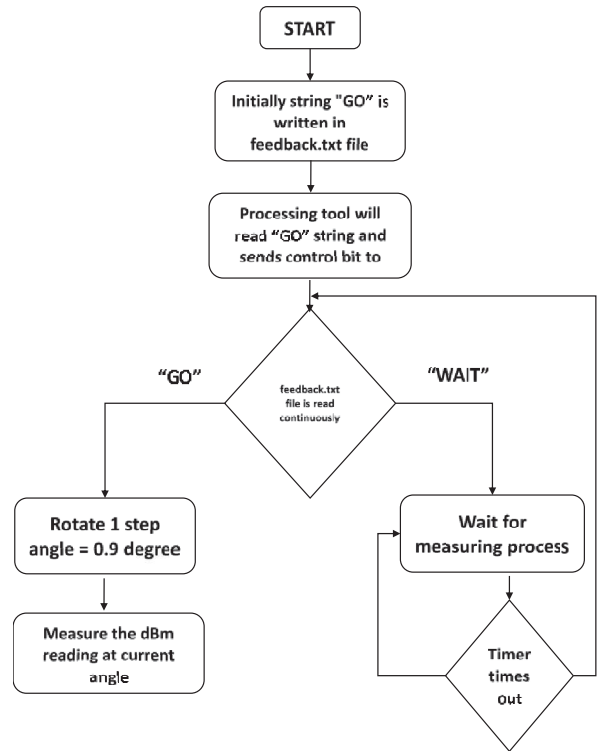 START
Initially string "GO” is
written in
feedback.txt file
Processing tool will
read “GO” string and
sends control bit to
“GO”
feedback.txt
file is read
continuously
“WAIT”
Rotate 1 step
angle = 0.9 degree
Wait for
measuring process
Measure the dBm
reading at current
angle
Timer
times
out